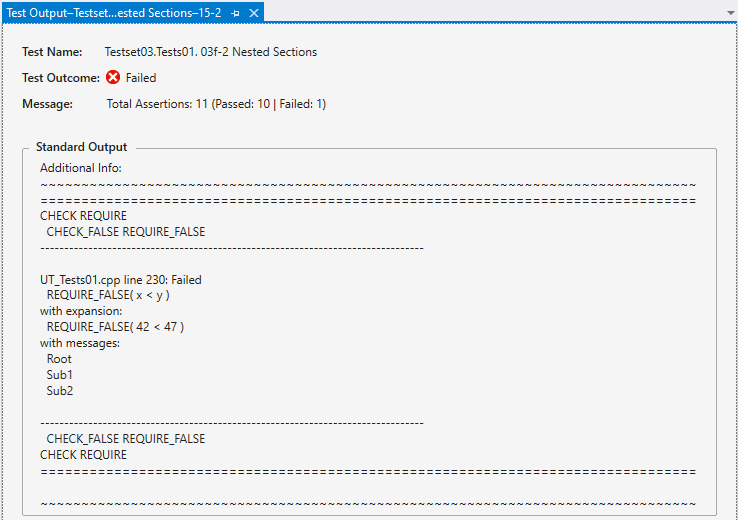 Test Output–Testset...ested Sections–15-2
Test Name: Testset03.Tests01. 03f-2 Nested Sections
Test Outcome: Failed
Message: Total Assertions: 11 (Passed: 10 | Failed: 1)
Standard Output
Additional Info:
~~~~~~~~~~~~~~~~~~~~~~~~~~~~~~~~~~~~~~~~~~~~~~~~~~~~~~~~~~~~~~~~~~~~~~~~~~~~~~~
===============================================================================
CHECK REQUIRE
CHECK_FALSE REQUIRE_FALSE
-------------------------------------------------------------------------------
UT_Tests01.cpp line 230: Failed
REQUIRE_FALSE( x < y )
with expansion:
REQUIRE_FALSE( 42 < 47 )
with messages:
Root
Sub1
Sub2
-------------------------------------------------------------------------------
CHECK_FALSE REQUIRE_FALSE
CHECK REQUIRE
===============================================================================
~~~~~~~~~~~~~~~~~~~~~~~~~~~~~~~~~~~~~~~~~~~~~~~~~~~~~~~~~~~~~~~~~~~~~~~~~~~~~~~